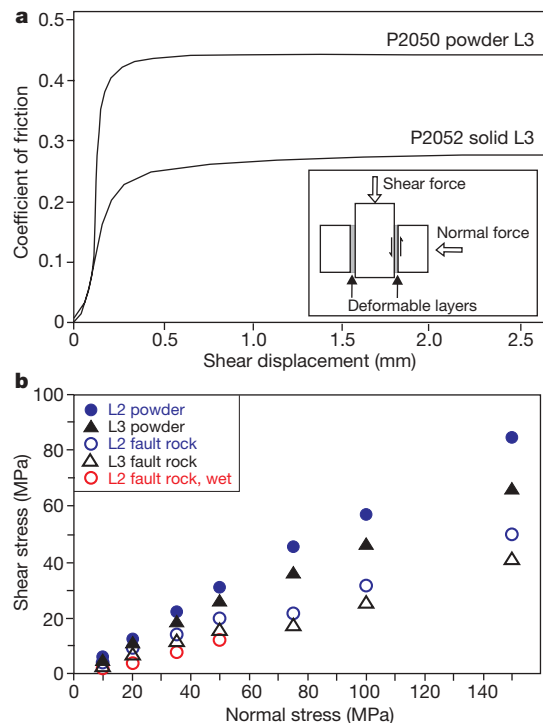 a
0.5
0.4
0.3
0.2
0.1
0
Coefficient of friction
P2050 powder L3
P2052 solid L3
Shear force
Normal force
Deformable layers
0 0.5 1.0 1.5 2.0 2.5
Shear displacement (mm)
b
100
80
60
40
20
0
Shear stress (MPa)
L2 powder
L3 powder
L2 fault rock
L3 fault rock
L2 fault rock, wet
0 20 40 60 80 100 120 140
Normal stress (MPa)